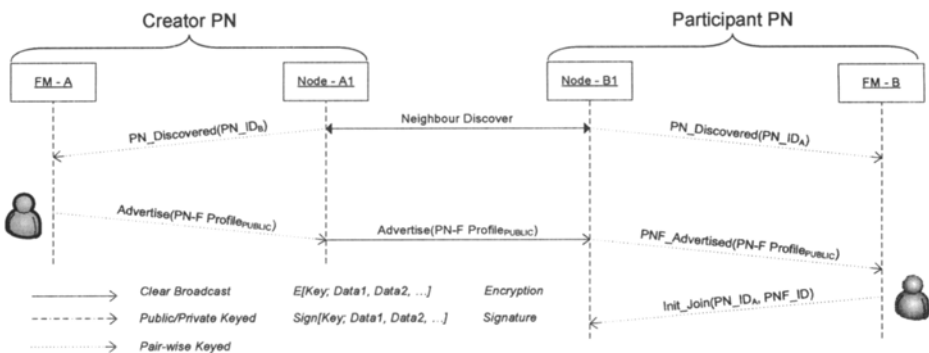 Creator PN
Participant PN
FM - A
Node - A1
Node - B1
FM - B
Neighbour Discover
PN_Discovered(PN_IDB)
PN_Discovered(PN_IDA)
Advertise(PN-F ProfilePUBLIC)
Advertise(PN-F ProfilePUBLIC)
PNF_Advertised(PN-F ProfilePUBLIC)
Init_Join(PN_IDA, PNF_ID)
Clear Broadcast E[Key; Data1, Data2, ...] Encryption
Public/Private Keyed Sign[Key; Data1, Data2, ...] Signature
Pair-wise Keyed